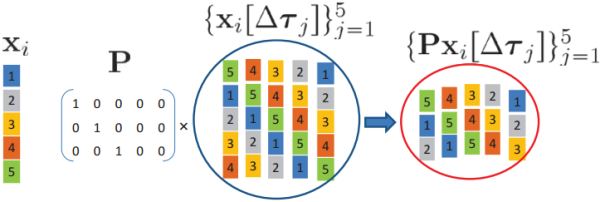 x_i
1
2
3
4
5
P
1 0 0 0 0
0 1 0 0 0
0 0 1 0 0
×
{x_i[Δτ_j]}_{j=1}^5
5 4 3 2 1
1 5 4 3 2
2 1 5 4 3
3 2 1 5 4
4 3 2 1 5
{Px_i[Δτ_j]}_{j=1}^5
5 4 3 2 1
1 5 4 3 2
2 1 5 4 3